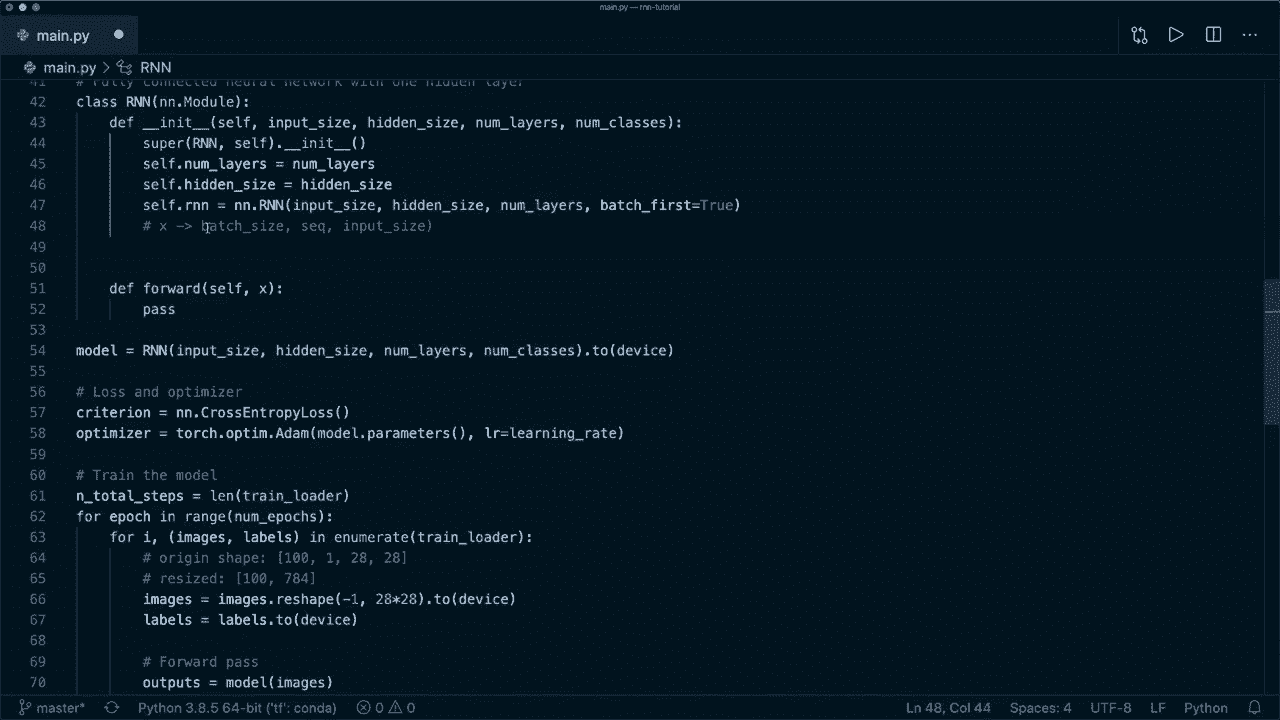 main.py — rnn-tutorial
main.py
main.py > RNN
41 # Fully connected neural network with one hidden layer
42 class RNN(nn.Module):
43 def __init__(self, input_size, hidden_size, num_layers, num_classes):
44 super(RNN, self).__init__()
45 self.num_layers = num_layers
46 self.hidden_size = hidden_size
47 self.rnn = nn.RNN(input_size, hidden_size, num_layers, batch_first=True)
48 # x -> batch_size, seq, input_size)
49
50
51 def forward(self, x):
52 pass
53
54 model = RNN(input_size, hidden_size, num_layers, num_classes).to(device)
55
56 # Loss and optimizer
57 criterion = nn.CrossEntropyLoss()
58 optimizer = torch.optim.Adam(model.parameters(), lr=learning_rate)
59
60 # Train the model
61 n_total_steps = len(train_loader)
62 for epoch in range(num_epochs):
63 for i, (images, labels) in enumerate(train_loader):
64 # origin shape: [100, 1, 28, 28]
65 # resized: [100, 784]
66 images = images.reshape(-1, 28*28).to(device)
67 labels = labels.to(device)
68
69 # Forward pass
70 outputs = model(images)
master* Python 3.8.5 64-bit ('tf': conda) 0 0 Ln 48, Col 44 Spaces: 4 UTF-8 LF Python